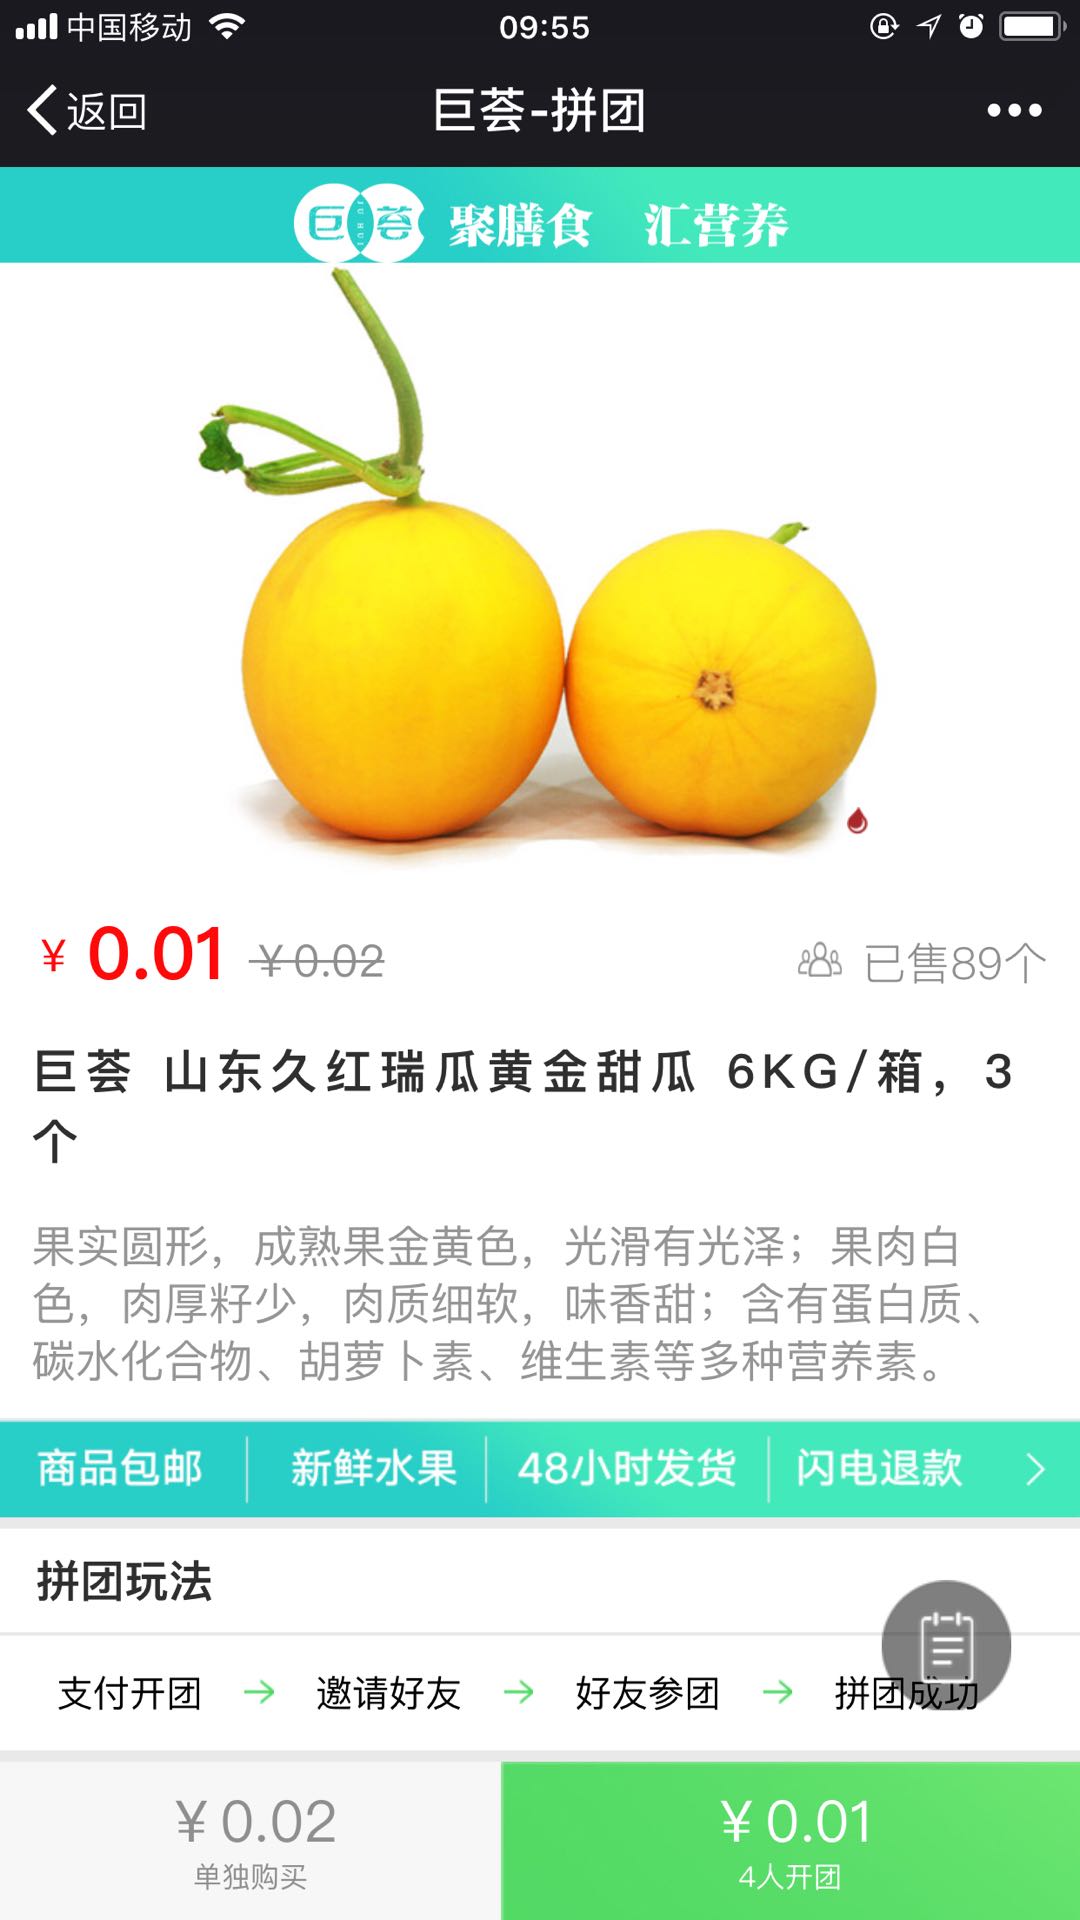 中国移动
09:55
返回
巨荟-拼团
巨荟
JU HUI
聚膳食 汇营养
¥ 0.01 ¥0.02
已售89个
巨荟 山东久红瑞瓜黄金甜瓜 6KG/箱，3
个
果实圆形，成熟果金黄色，光滑有光泽；果肉白
色，肉厚籽少，肉质细软，味香甜；含有蛋白质、
碳水化合物、胡萝卜素、维生素等多种营养素。
商品包邮 新鲜水果 48小时发货 闪电退款
拼团玩法
支付开团 → 邀请好友 → 好友参团 → 拼团成功
¥0.02
单独购买
¥0.01
4人开团